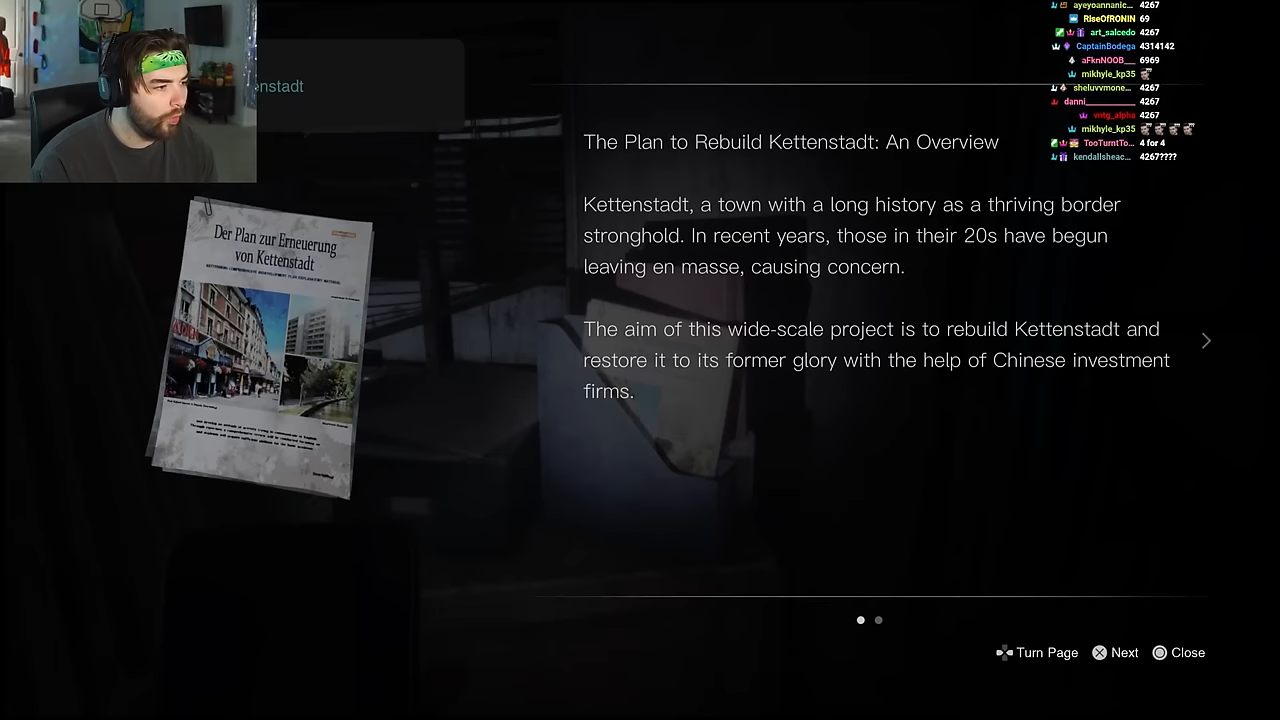 enstadt
ayeyoannanic... 4267
RiseOfRONIN 69
art_salcedo 4267
CaptainBodega 4314142
aFknNOOB__ 6969
mikhyle_kp35
sheluvvmone... 4267
danni_________ 4267
vntg_alpha 4267
mikhyle_kp35
TooTurntTo... 4 for 4
kendallsheac... 4267????
The Plan to Rebuild Kettenstadt: An Overview
Kettenstadt, a town with a long history as a thriving border
stronghold. In recent years, those in their 20s have begun
leaving en masse, causing concern.
The aim of this wide-scale project is to rebuild Kettenstadt and
restore it to its former glory with the help of Chinese investment
firms.
Der Plan zur Erneuerung
von Kettenstadt
Turn Page
Next
Close